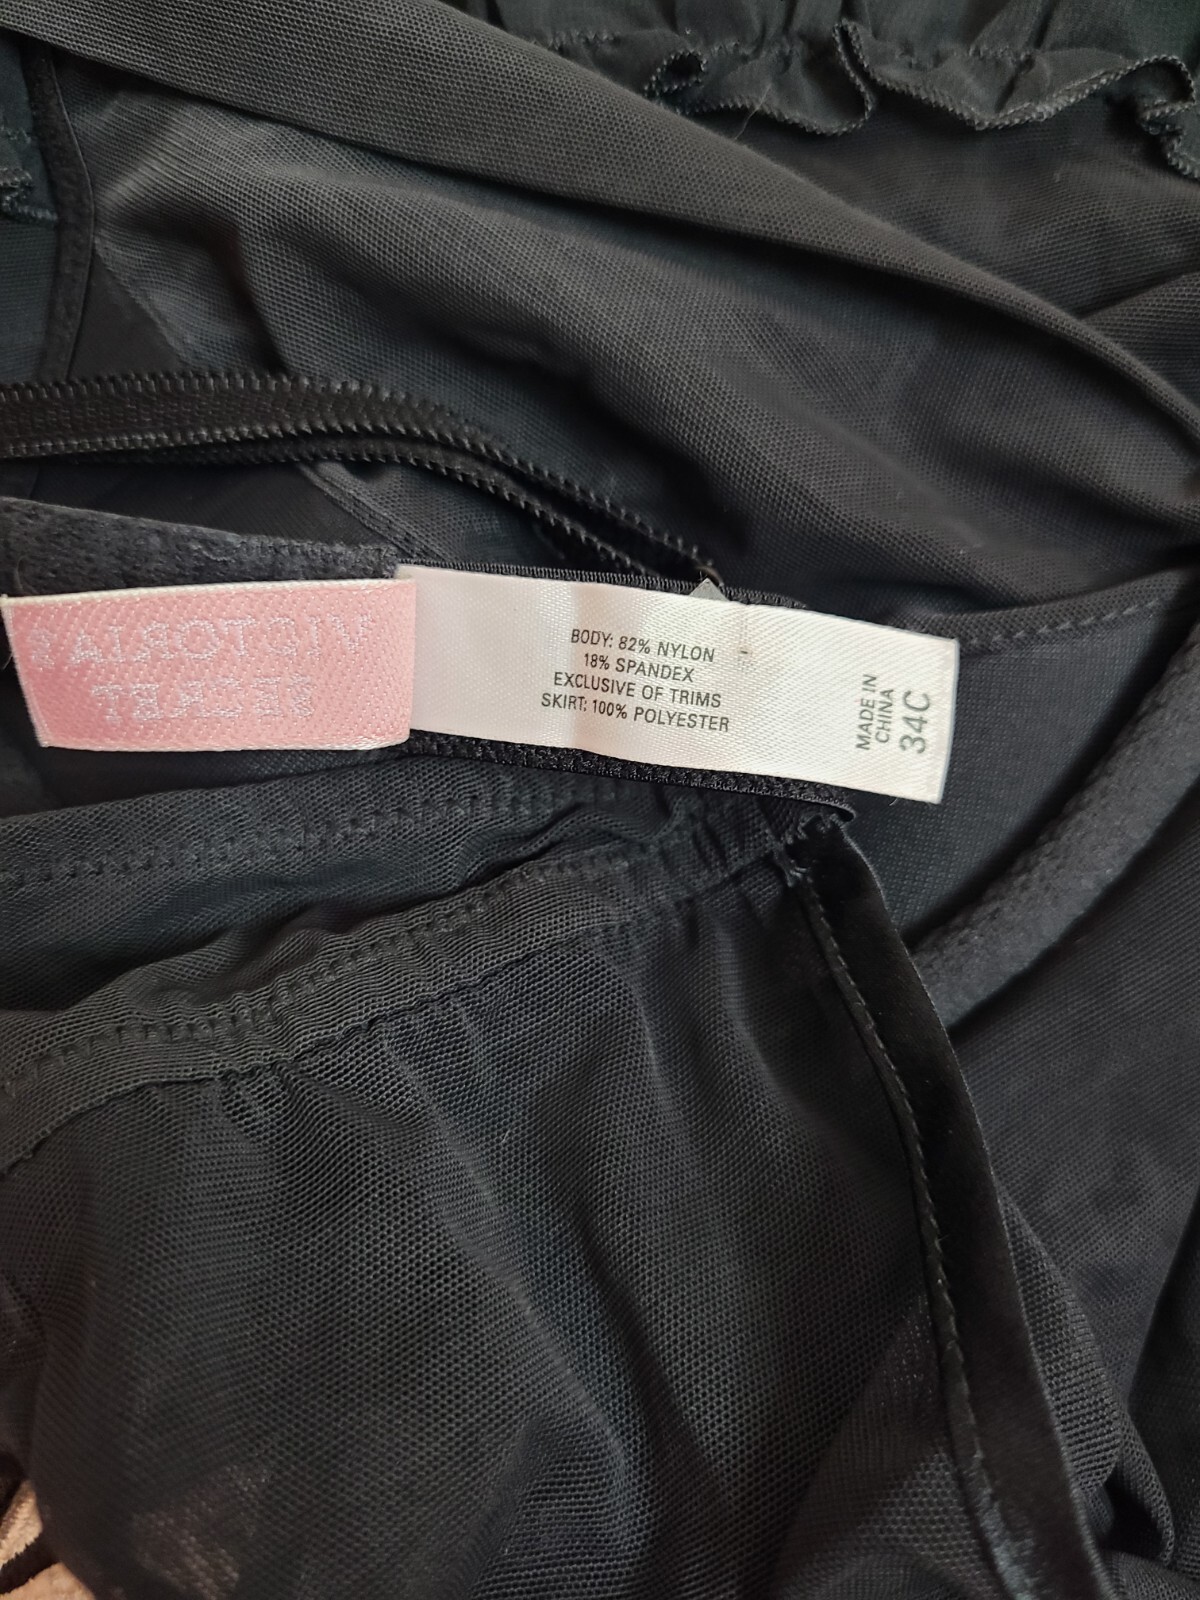 VICTORIA'S
SECRET
BODY: 82% NYLON
18% SPANDEX
EXCLUSIVE OF TRIMS
SKIRT: 100% POLYESTER
MADE IN
CHINA
34C